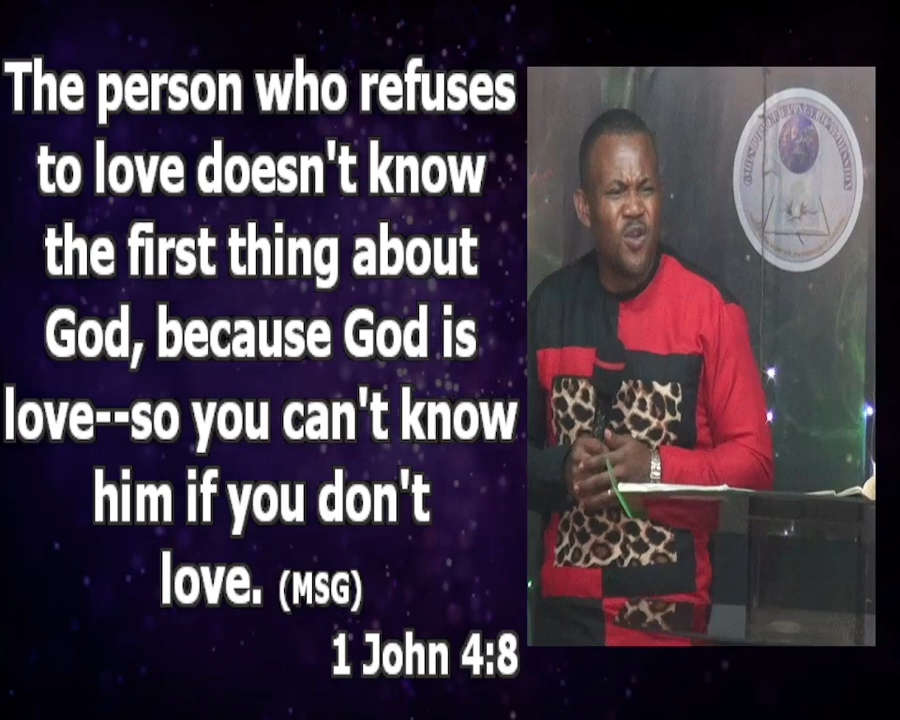 The person who refuses
to love doesn't know
the first thing about
God, because God is
love--so you can't know
him if you don't
love. (MSG)
1 John 4:8